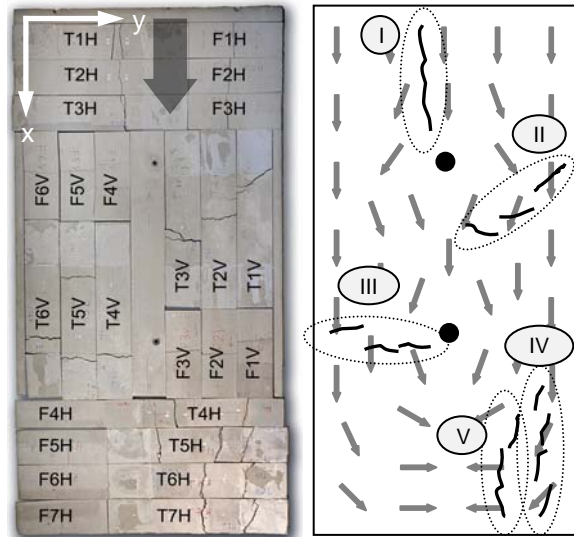 y
T1H F1H
T2H F2H
T3H F3H
x
F6V F5V F4V
T3V T2V T1V
T6V T5V T4V
F3V F2V F1V
F4H T4H
F5H T5H
F6H T6H
F7H T7H
I
II
III
IV
V